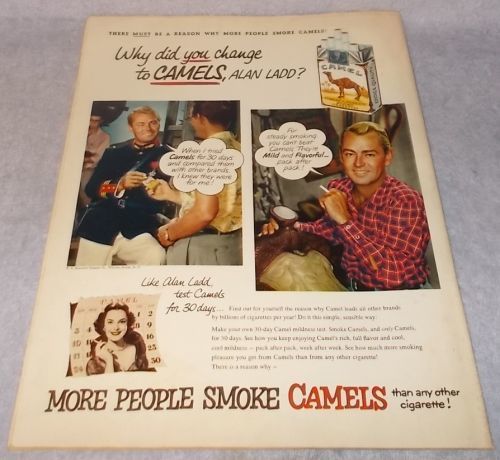 THERE MUST BE A REASON WHY MORE PEOPLE SMOKE CAMELS!
Why did you change
to CAMELS, ALAN LADD?
CAMEL
When I tried
Camels for 30 days
and compared them
with other brands,
I knew they were
for me!
For
steady smoking,
you can't beat
Camels. They're
Mild and Flavorful...
pack after
pack!
Like Alan Ladd,
test Camels
for 30 days...
Find out for yourself the reason why Camel leads all other brands
by billions of cigarettes per year! Do it this simple, sensible way:
Make your own 30-day Camel mildness test. Smoke Camels, and only Camels,
for 30 days. See how you keep enjoying Camel's rich, full flavor and cool,
cool mildness – pack after pack, week after week. See how much more smoking
pleasure you get from Camels than from any other cigarette!
There is a reason why –
CAMEL
MORE PEOPLE SMOKE CAMELS than any other
cigarette!